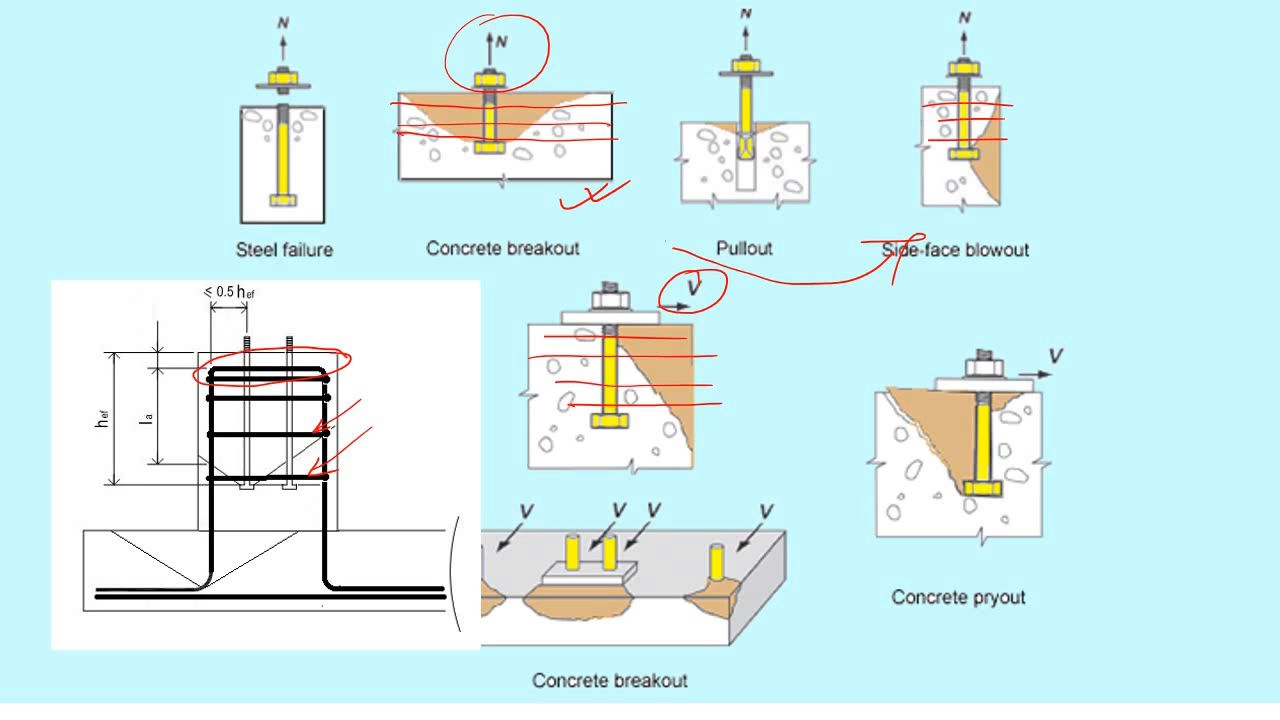 N
N
N
N
Steel failure
Concrete breakout
Pullout
Side-face blowout
≤ 0.5 hef
V
hef
la
V
V
V V
V
Concrete pryout
Concrete breakout